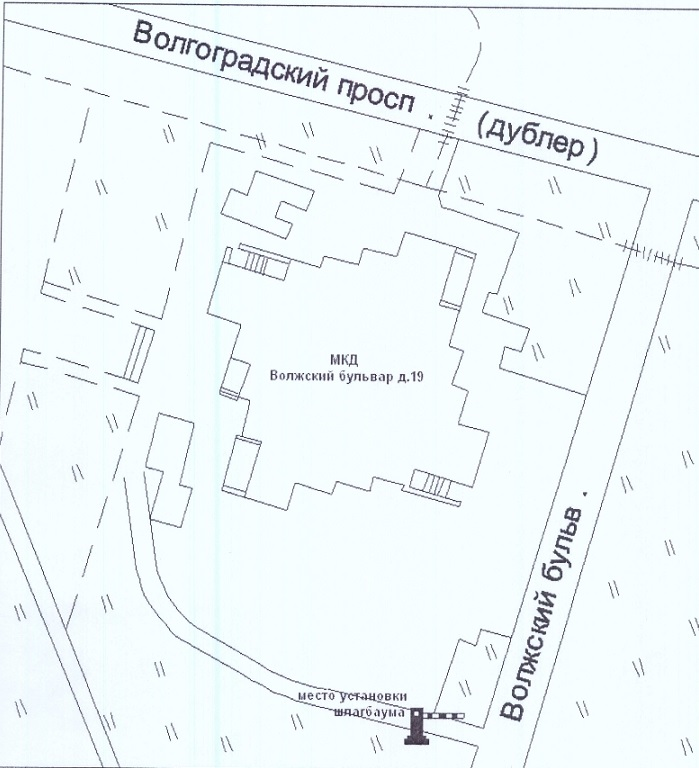 Волгоградский просп . (дублер)
МКД
Волжский бульвар д.19
Волжский бульв .
место установки
шлагбаума